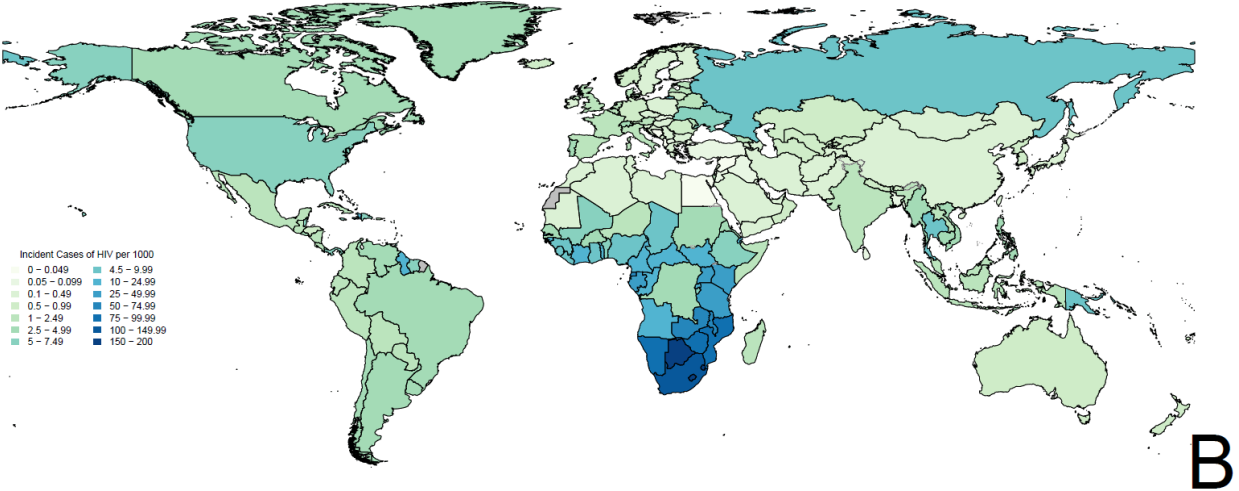 Incident Cases of HIV per 1000
0 − 0.049 4.5 − 9.99
0.05 − 0.099 10 − 24.99
0.1 − 0.49 25 − 49.99
0.5 − 0.99 50 − 74.99
1 − 2.49 75 − 99.99
2.5 − 4.99 100 − 149.99
5 − 7.49 150 − 200
B